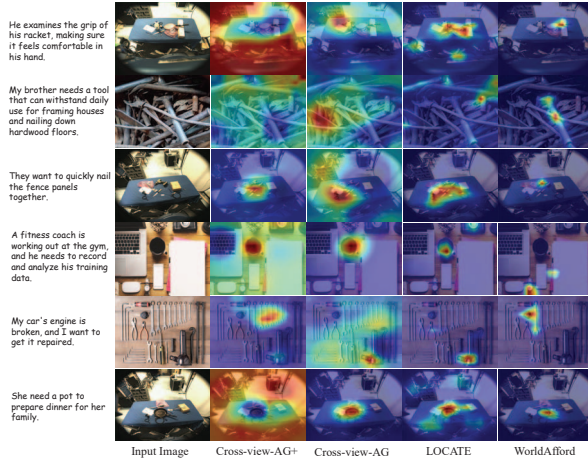 He examines the grip of
his racket, making sure
it feels comfortable in
his hand.
My brother needs a tool
that can withstand daily
use for framing houses
and nailing down
hardwood floors.
They want to quickly nail
the fence panels
together.
A fitness coach is
working out at the gym,
and he needs to record
and analyze his training
data.
My car's engine is
broken, and I want to
get it repaired.
She need a pot to
prepare dinner for her
family.
Input Image Cross-view-AG+ Cross-view-AG LOCATE WorldAfford